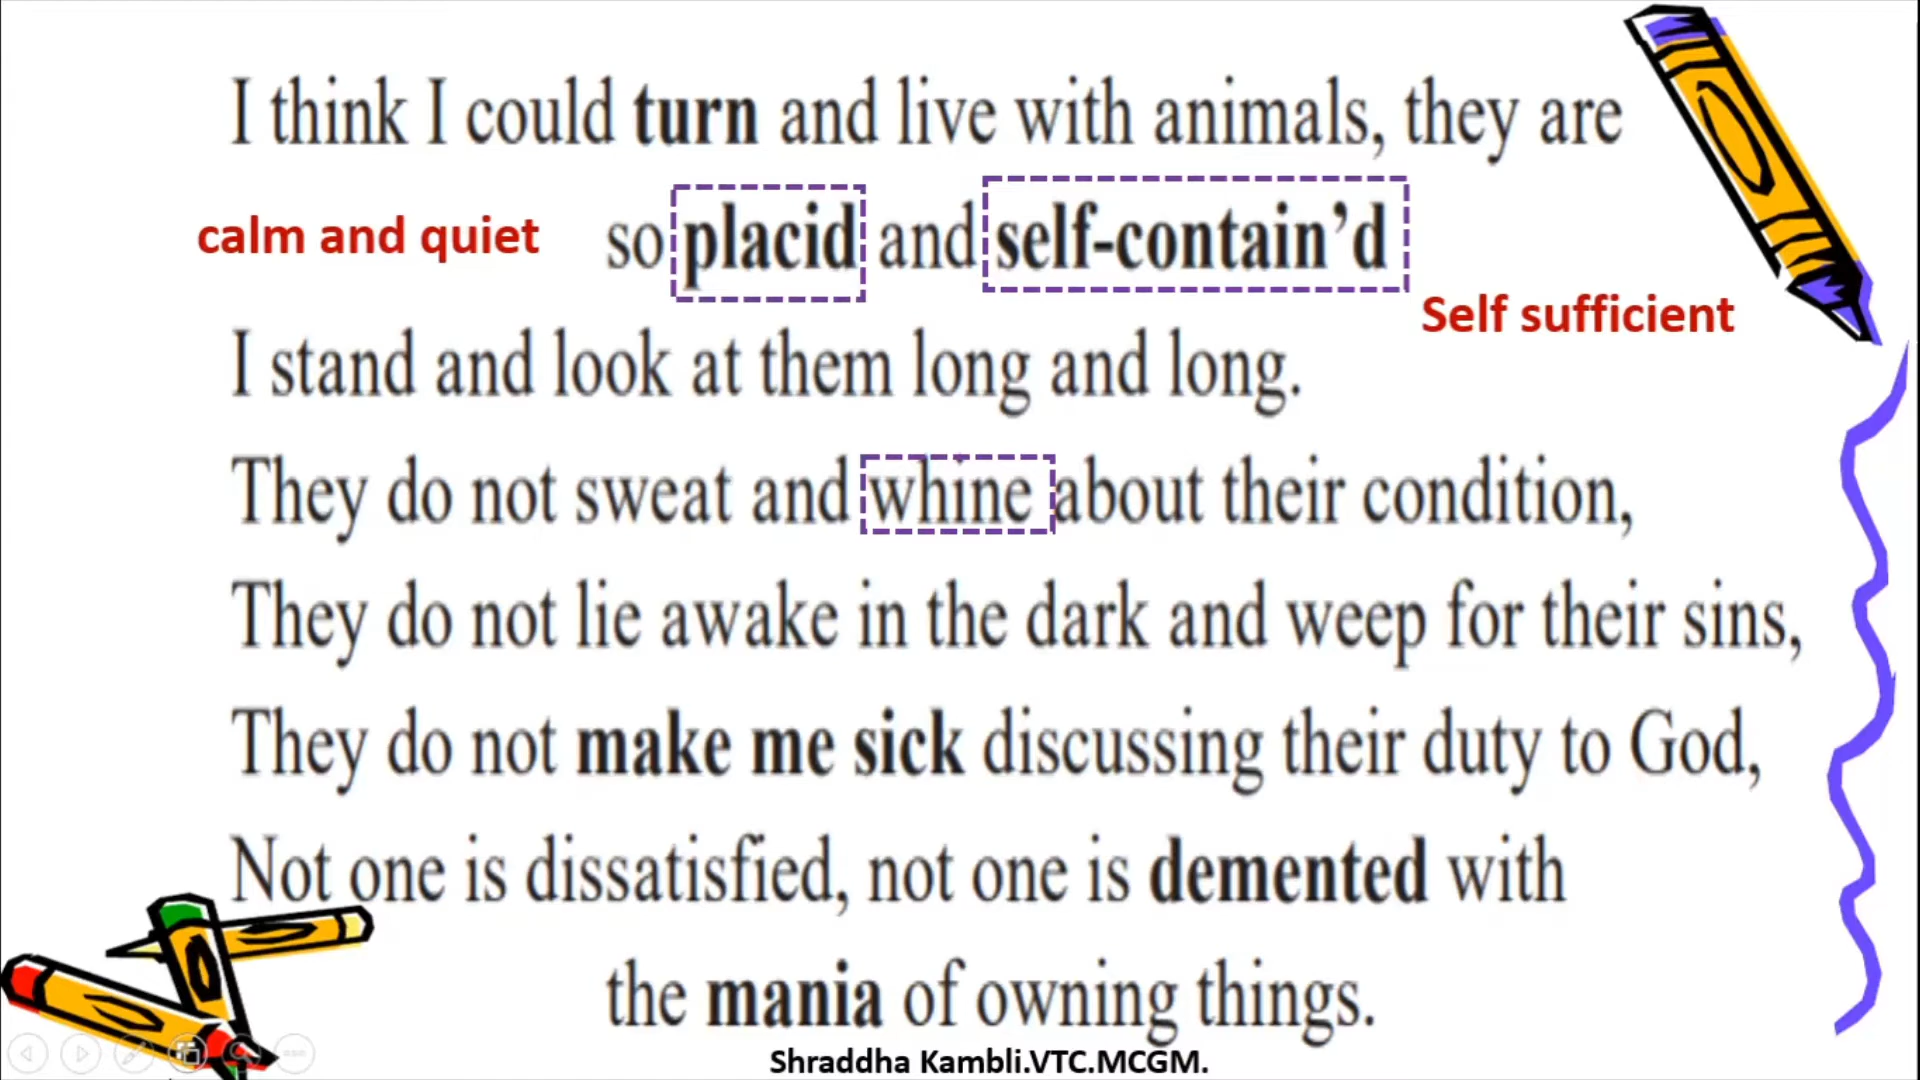 I think I could turn and live with animals, they are
calm and quiet
so placid and self-contain’d
Self sufficient
I stand and look at them long and long.
They do not sweat and whine about their condition,
They do not lie awake in the dark and weep for their sins,
They do not make me sick discussing their duty to God,
Not one is dissatisfied, not one is demented with
the mania of owning things.
Shraddha Kambli.VTC.MCGM.